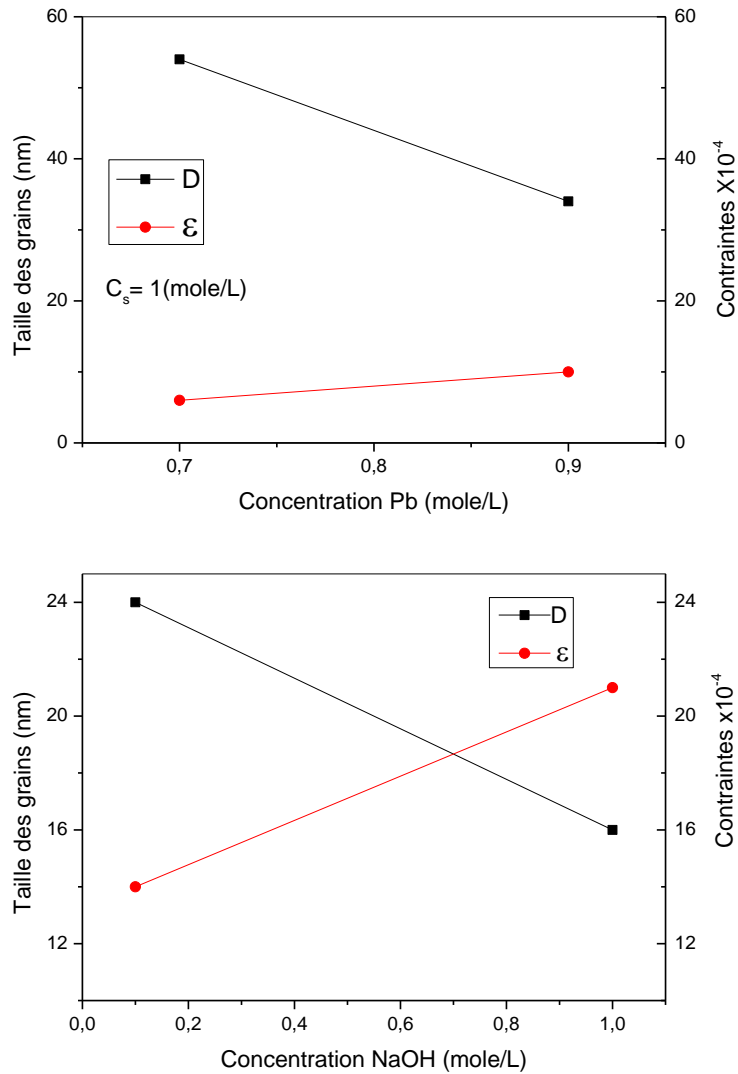 60
60
40
40
20
20
0
0
Taille des grains (nm)
Contraintes X10⁻⁴
D
ε
Cₛ= 1(mole/L)
0,7
0,8
0,9
Concentration Pb (mole/L)
24
24
20
20
16
16
12
12
Taille des grains (nm)
Contraintes x10⁻⁴
D
ε
0,0
0,2
0,4
0,6
0,8
1,0
Concentration NaOH (mole/L)